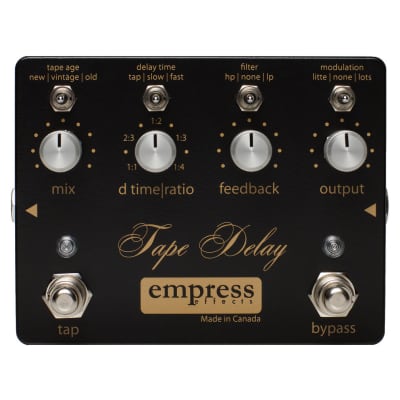 tape age
new | vintage | old
delay time
tap | slow | fast
filter
hp | none | lp
modulation
litte | none | lots
1:2
2:3
1:3
1:1
1:4
mix
d time|ratio
feedback
output
Tape Delay
empress
effects
Made in Canada
tap
bypass